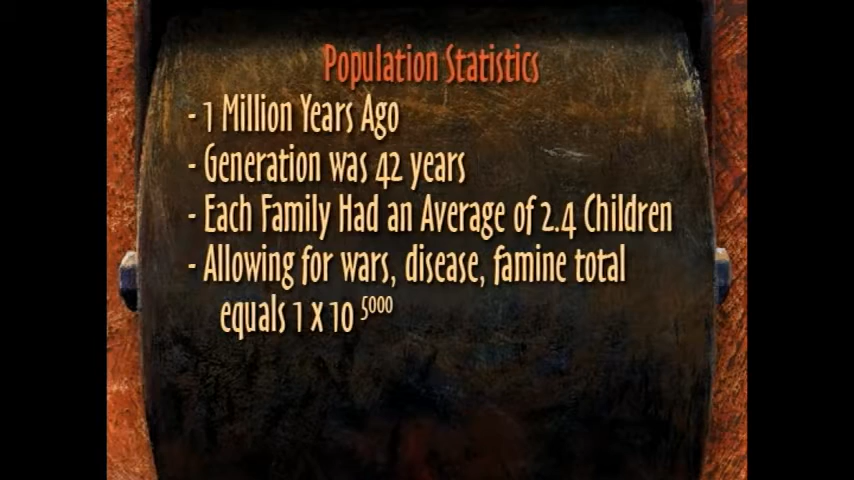 Population Statistics
- 1 Million Years Ago
- Generation was 42 years
- Each Family Had an Average of 2.4 Children
- Allowing for wars, disease, famine total
equals 1 x 10 5000